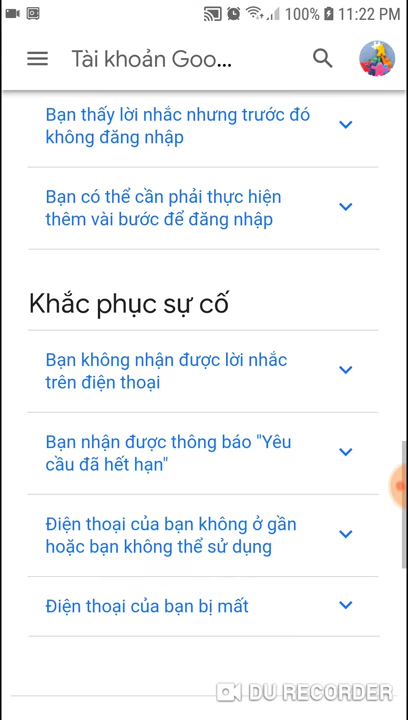 100% 11:22 PM
Tài khoản Goo...
Bạn thấy lời nhắc nhưng trước đó
không đăng nhập
Bạn có thể cần phải thực hiện
thêm vài bước để đăng nhập
Khắc phục sự cố
Bạn không nhận được lời nhắc
trên điện thoại
Bạn nhận được thông báo "Yêu
cầu đã hết hạn"
Điện thoại của bạn không ở gần
hoặc bạn không thể sử dụng
Điện thoại của bạn bị mất
DU RECORDER